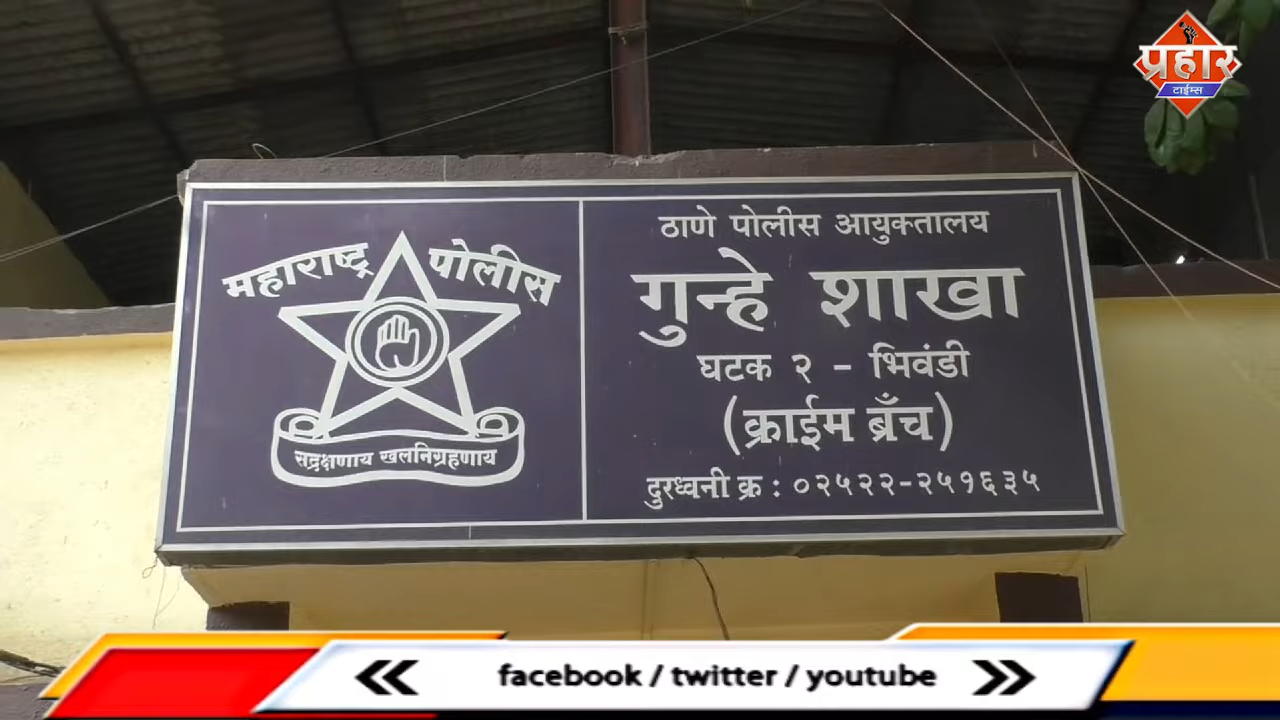 प्रहार
टाईम्स
महाराष्ट्र पोलीस
सद्रक्षणाय खलनिग्रहणाय
ठाणे पोलीस आयुक्तालय
गुन्हे शाखा
घटक २ - भिवंडी
(क्राईम ब्रँच)
दुरध्वनी क्र : ०२५२२-२५१६३५
facebook / twitter / youtube